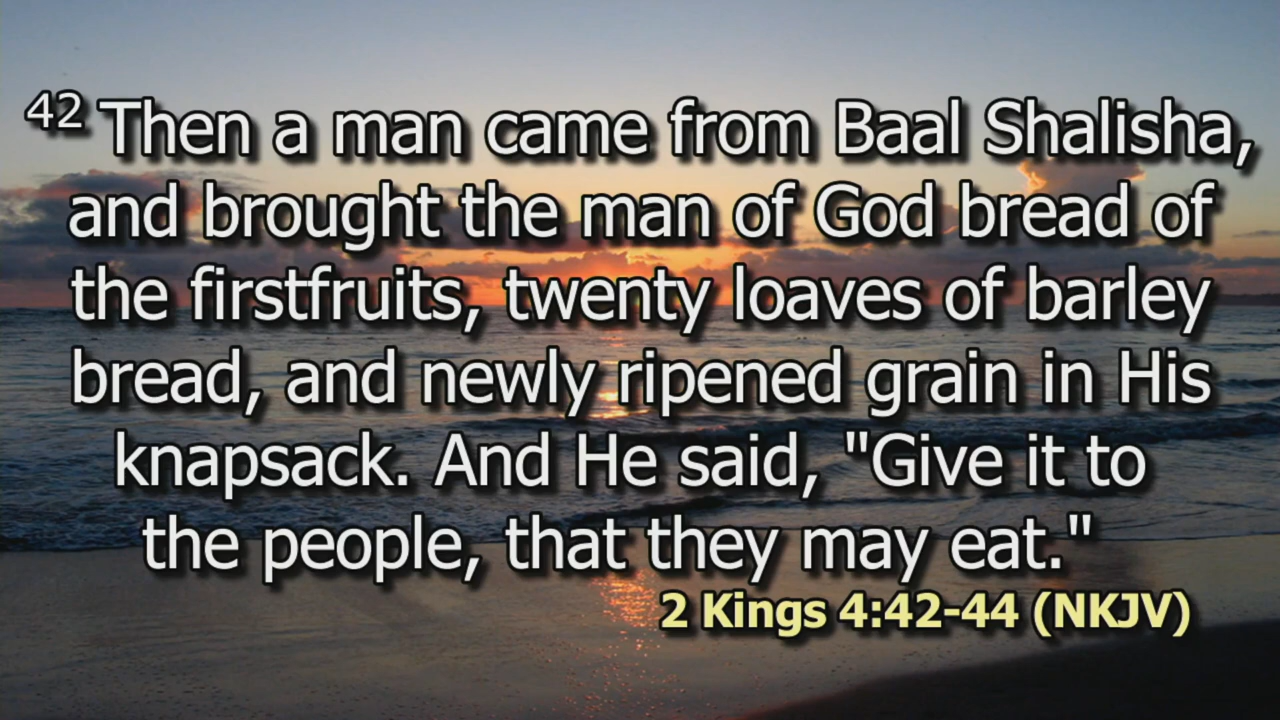 42 Then a man came from Baal Shalisha,
and brought the man of God bread of
the firstfruits, twenty loaves of barley
bread, and newly ripened grain in His
knapsack. And He said, "Give it to
the people, that they may eat."
2 Kings 4:42-44 (NKJV)